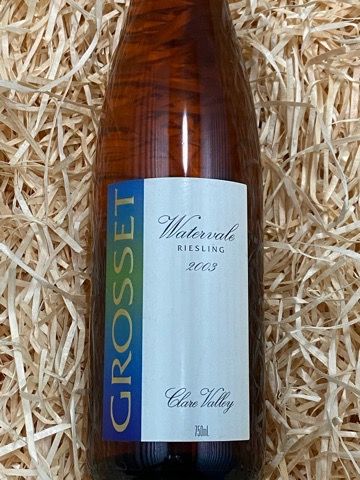 GROSSET
Watervale
RIESLING
2003
Clare Valley
750mL